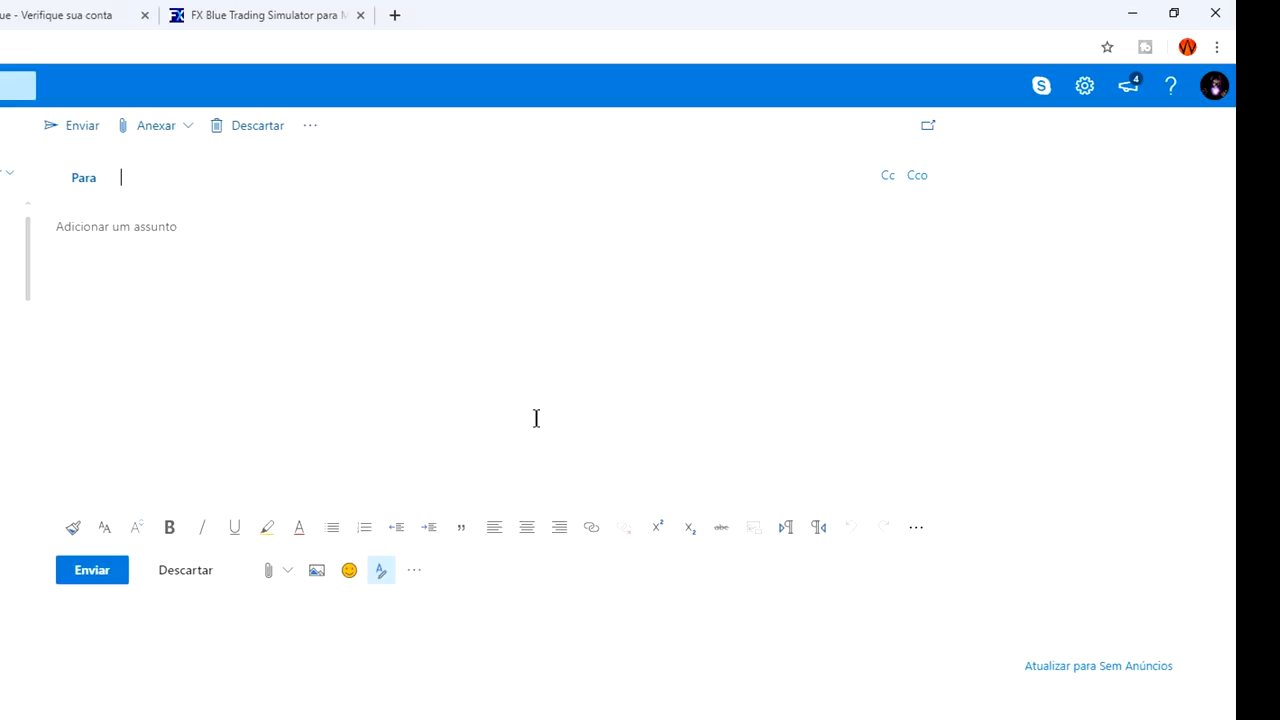 ue - Verifique sua conta
FX Blue Trading Simulator para M
4
Enviar Anexar Descartar
Para
Cc Cco
Adicionar um assunto
Enviar Descartar
Atualizar para Sem Anúncios